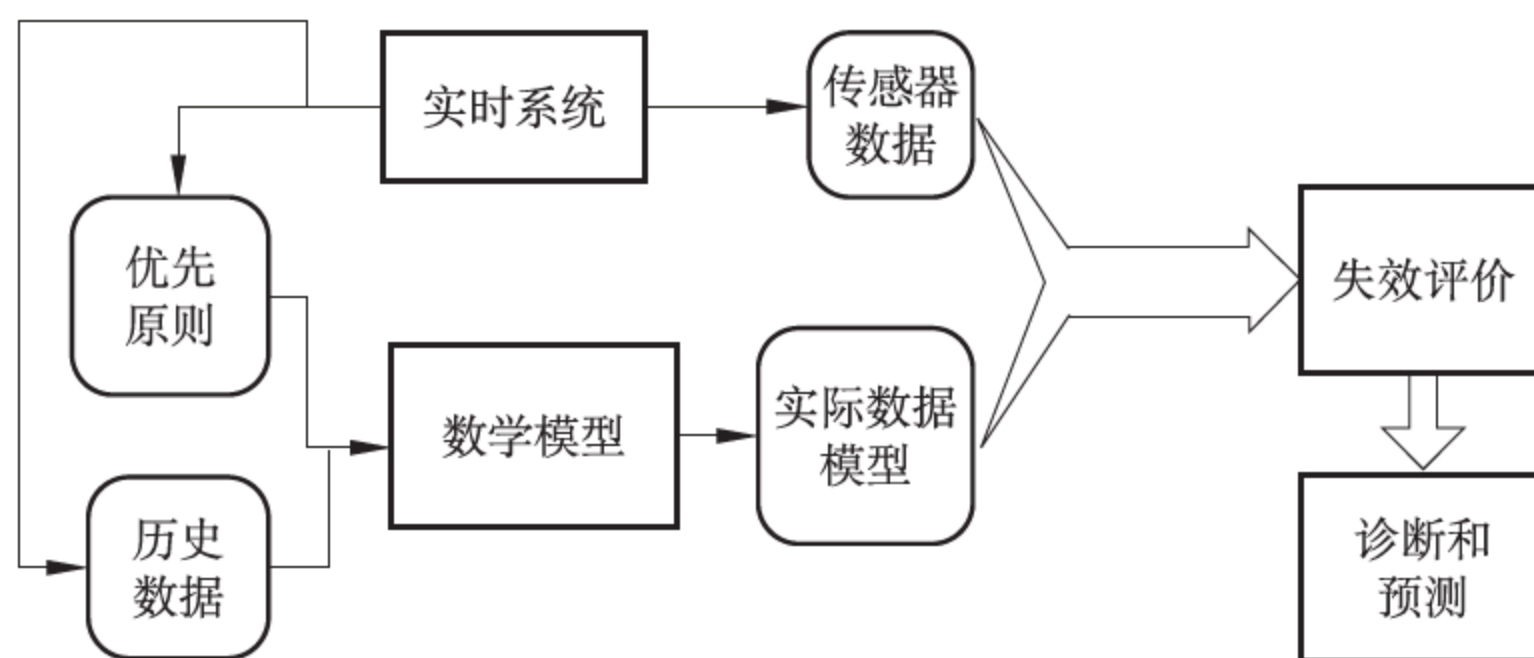 实时系统
传感器
数据
优先
原则
失效评价
数学模型
实际数据
模型
历史
数据
诊断和
预测